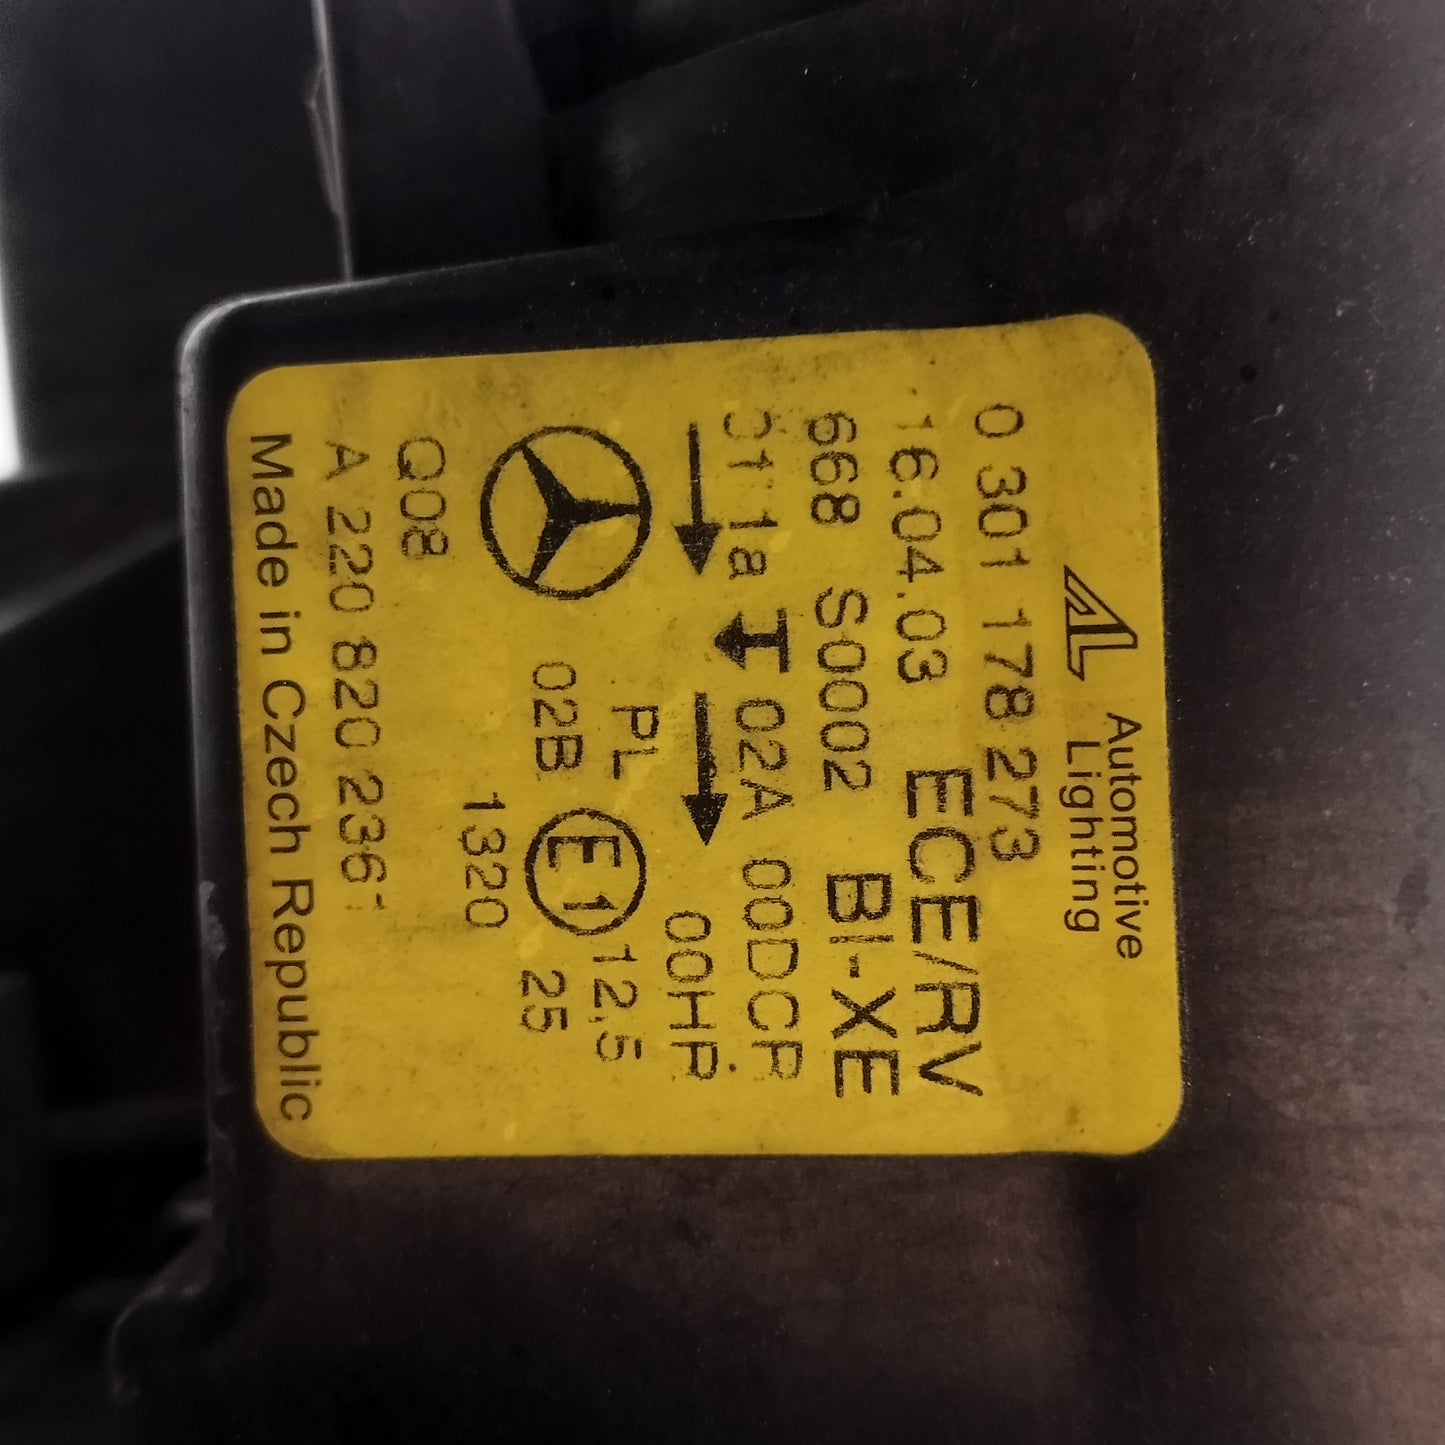 Automotive
Lighting
0 301 178 273
16.04.03 ECE/RV
668 S0002 BI-XE
02A 00DCR
00HR
PL 12,5
02B E1 25
1320
Q08
A 220 820 2361
Made in Czech Republic